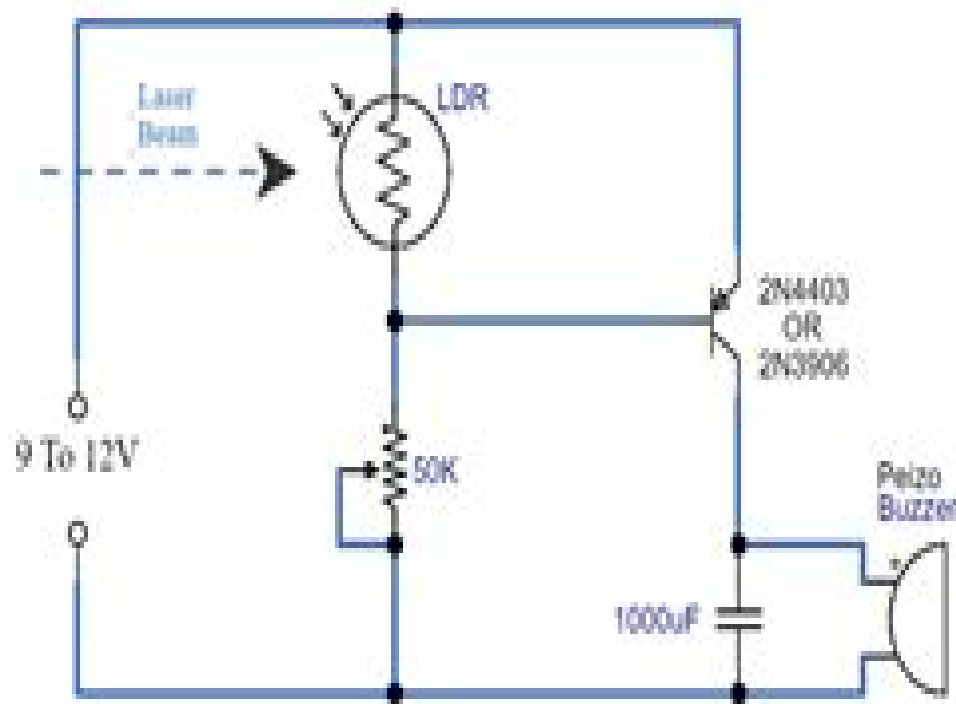 Laser
Beam
LDR
2N4403
OR
2N3906
9 To 12V
50K
Peizo
Buzzer
+
1000uF